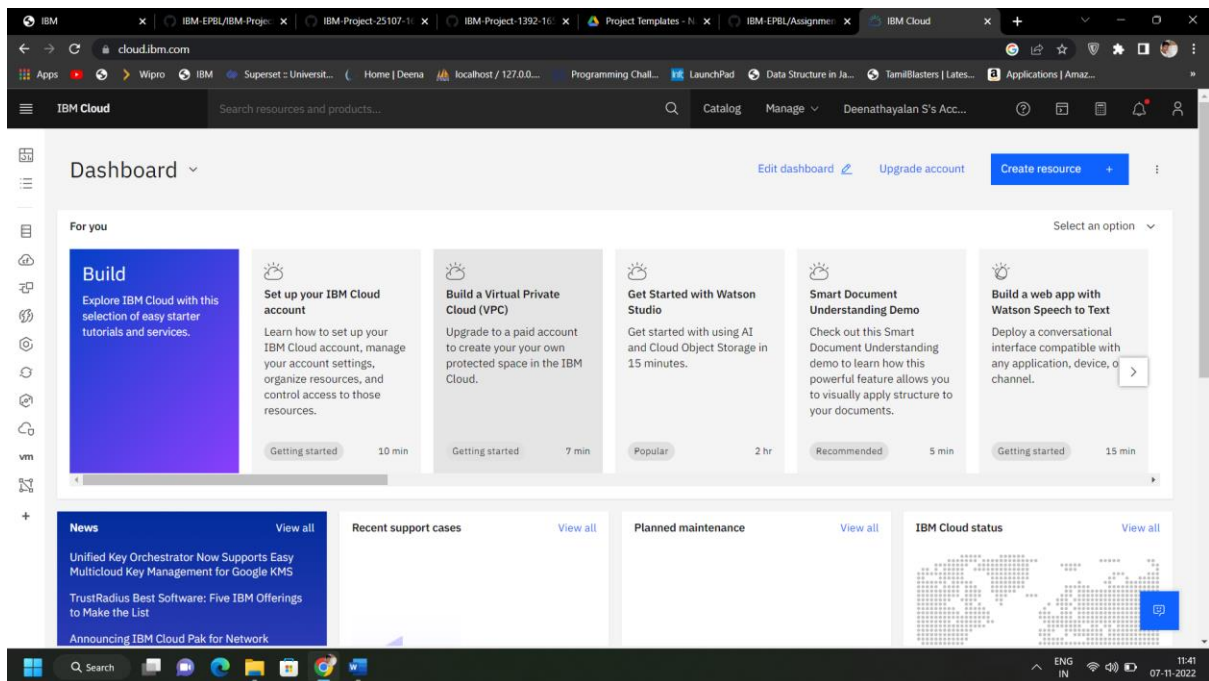 IBM
IBM-EPBL/IBM-Projec
IBM-Project-25107-1
IBM-Project-1392-16
Project Templates - N
IBM-EPBL/Assignmen
IBM Cloud
cloud.ibm.com
Apps
Wipro
IBM
Superset :: Universit...
Home | Deena
localhost / 127.0.0....
Programming Chall...
LaunchPad
Data Structure in Ja...
TamilBlasters | Lates...
Applications | Amaz...
»
IBM Cloud
Search resources and products...
Catalog
Manage
Deenathayalan S's Acc...
Dashboard
Edit dashboard
Upgrade account
Create resource +
For you
Select an option
Build
Explore IBM Cloud with this
selection of easy starter
tutorials and services.
Set up your IBM Cloud
account
Learn how to set up your
IBM Cloud account, manage
your account settings,
organize resources, and
control access to those
resources.
Getting started
10 min
Build a Virtual Private
Cloud (VPC)
Upgrade to a paid account
to create your your own
protected space in the IBM
Cloud.
Getting started
7 min
Get Started with Watson
Studio
Get started with using AI
and Cloud Object Storage in
15 minutes.
Popular
2 hr
Smart Document
Understanding Demo
Check out this Smart
Document Understanding
demo to learn how this
powerful feature allows you
to visually apply structure to
your documents.
Recommended
5 min
Build a web app with
Watson Speech to Text
Deploy a conversational
interface compatible with
any application, device, o
channel.
Getting started
15 min
vm
News
View all
Unified Key Orchestrator Now Supports Easy
Multicloud Key Management for Google KMS
TrustRadius Best Software: Five IBM Offerings
to Make the List
Announcing IBM Cloud Pak for Network
Recent support cases
View all
Planned maintenance
View all
IBM Cloud status
View all
Search
ENG
IN
11:41
07-11-2022